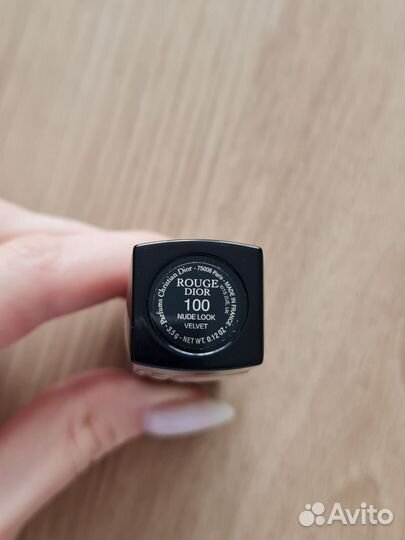 ROUGE
DIOR
100
NUDE LOOK
VELVET
Parfums Christian Dior - 75008 Paris - MADE IN FRANCE
- 3.5 g - NET WT. 0.12 OZ.
Avito